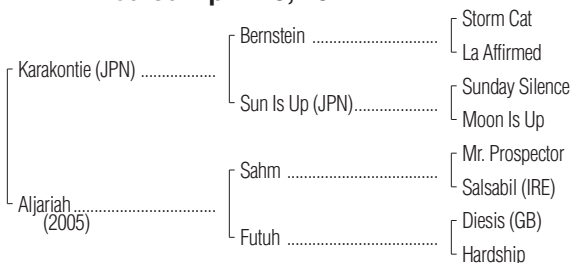 Storm Cat
Bernstein ..............................
La Affirmed
Karakontie (JPN) ..................
Sunday Silence
Sun Is Up (JPN)....................
Moon Is Up
Mr. Prospector
Sahm ....................................
Salsabil (IRE)
Aljariah..................................
(2005)
Diesis (GB)
Futuh ....................................
Hardship